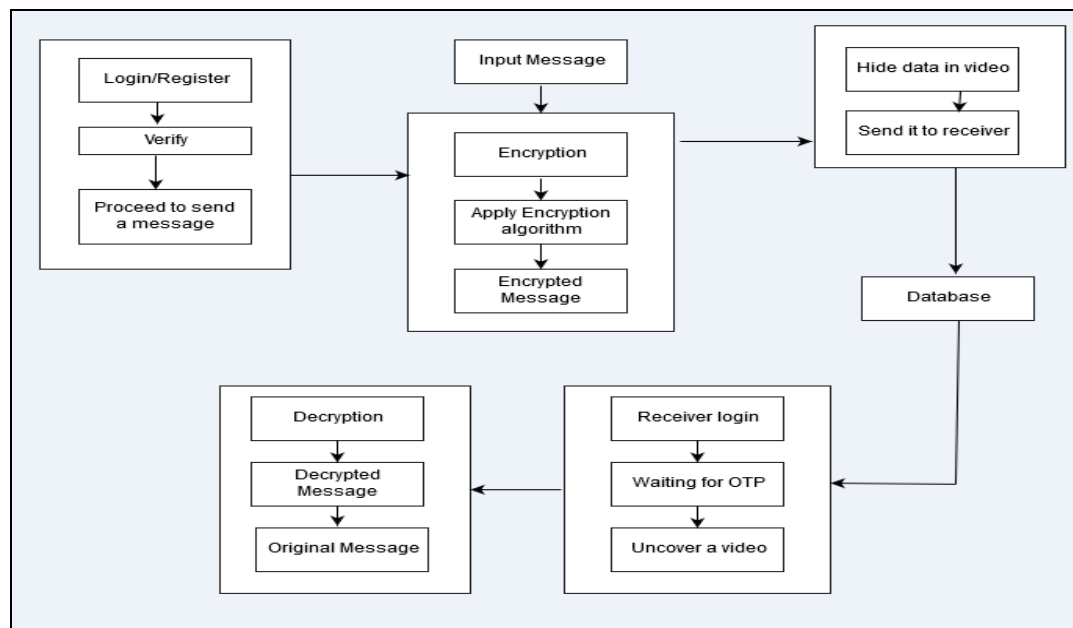 Login/Register
Verify
Proceed to send
a message
Input Message
Encryption
Apply Encryption
algorithm
Encrypted
Message
Hide data in video
Send it to receiver
Database
Receiver login
Waiting for OTP
Uncover a video
Decryption
Decrypted
Message
Original Message